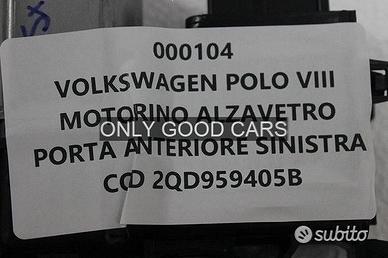 000104
VOLKSWAGEN POLO VIII
MOTORINO ALZAVETRO
ONLY GOOD CARS
PORTA ANTERIORE SINISTRA
COD 2QD959405B
subito